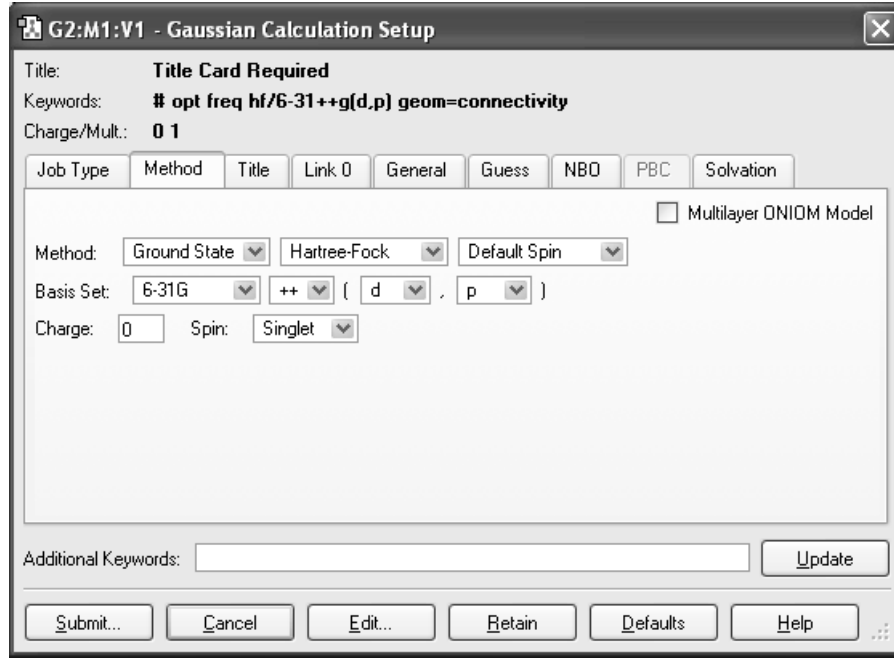 G2:M1:V1 - Gaussian Calculation Setup
Title: Title Card Required
Keywords: # opt freq hf/6-31++g(d,p) geom=connectivity
Charge/Mult.: 0 1
Job Type Method Title Link 0 General Guess NBO PBC Solvation
Multilayer ONIOM Model
Method: Ground State Hartree-Fock Default Spin
Basis Set: 6-31G ++ ( d , p )
Charge: 0 Spin: Singlet
Additional Keywords: Update
Submit... Cancel Edit... Retain Defaults Help